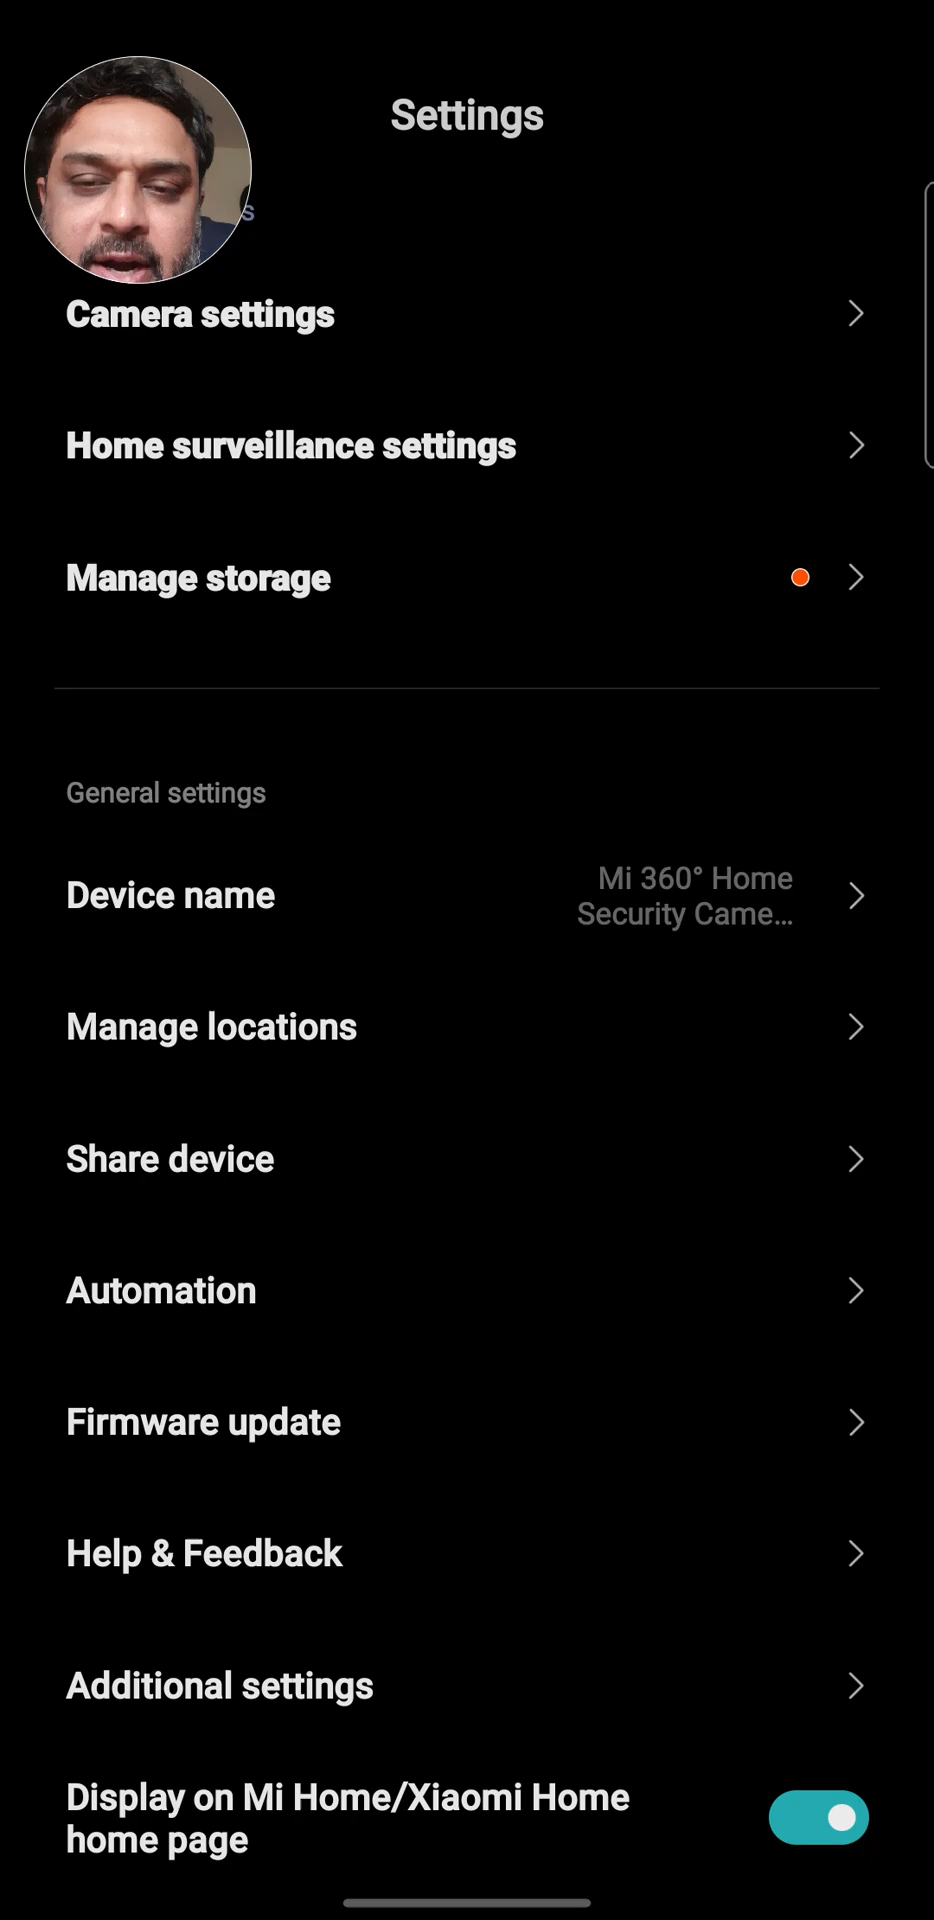 Settings
s
Camera settings
Home surveillance settings
Manage storage
General settings
Device name
Mi 360° Home
Security Came...
Manage locations
Share device
Automation
Firmware update
Help & Feedback
Additional settings
Display on Mi Home/Xiaomi Home
home page